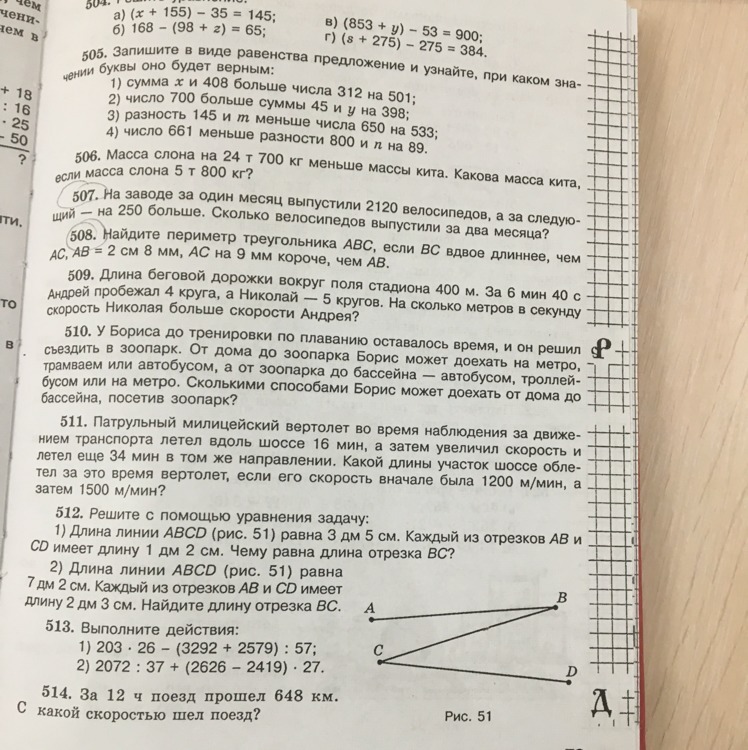 чем
чени-
чем в
+ 18
: 16
· 25
– 50
?
яти.
то
в
504.
а) (x + 155) – 35 = 145;
б) 168 – (98 + z) = 65;
в) (853 + y) – 53 = 900;
г) (s + 275) – 275 = 384.
505. Запишите в виде равенства предложение и узнайте, при каком зна-
чении буквы оно будет верным:
1) сумма x и 408 больше числа 312 на 501;
2) число 700 больше суммы 45 и y на 398;
3) разность 145 и m меньше числа 650 на 533;
4) число 661 меньше разности 800 и n на 89.
506. Масса слона на 24 т 700 кг меньше массы кита. Какова масса кита,
если масса слона 5 т 800 кг?
507. На заводе за один месяц выпустили 2120 велосипедов, а за следую-
щий — на 250 больше. Сколько велосипедов выпустили за два месяца?
508. Найдите периметр треугольника ABC, если BC вдвое длиннее, чем
AC, AB = 2 см 8 мм, AC на 9 мм короче, чем AB.
509. Длина беговой дорожки вокруг поля стадиона 400 м. За 6 мин 40 с
Андрей пробежал 4 круга, а Николай — 5 кругов. На сколько метров в секунду
скорость Николая больше скорости Андрея?
510. У Бориса до тренировки по плаванию оставалось время, и он решил
съездить в зоопарк. От дома до зоопарка Борис может доехать на метро,
трамваем или автобусом, а от зоопарка до бассейна — автобусом, троллей-
бусом или на метро. Сколькими способами Борис может доехать от дома до
бассейна, посетив зоопарк?
511. Патрульный милицейский вертолет во время наблюдения за движе-
нием транспорта летел вдоль шоссе 16 мин, а затем увеличил скорость и
летел еще 34 мин в том же направлении. Какой длины участок шоссе обле-
тел за это время вертолет, если его скорость вначале была 1200 м/мин, а
затем 1500 м/мин?
512. Решите с помощью уравнения задачу:
1) Длина линии ABCD (рис. 51) равна 3 дм 5 см. Каждый из отрезков AB и
CD имеет длину 1 дм 2 см. Чему равна длина отрезка BC?
2) Длина линии ABCD (рис. 51) равна
7 дм 2 см. Каждый из отрезков AB и CD имеет
длину 2 дм 3 см. Найдите длину отрезка BC.
513. Выполните действия:
1) 203 · 26 – (3292 + 2579) : 57;
2) 2072 : 37 + (2626 – 2419) · 27.
514. За 12 ч поезд прошел 648 км.
С какой скоростью шел поезд?
A
B
C
D
Рис. 51
Р
Д